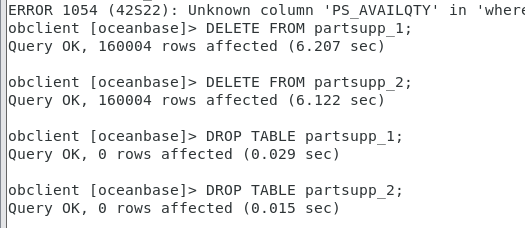 ERROR 1054 (42S22): Unknown column 'PS_AVAILQTY' in 'where
obclient [oceanbase]> DELETE FROM partsupp_1;
Query OK, 160004 rows affected (6.207 sec)
obclient [oceanbase]> DELETE FROM partsupp_2;
Query OK, 160004 rows affected (6.122 sec)
obclient [oceanbase]> DROP TABLE partsupp_1;
Query OK, 0 rows affected (0.029 sec)
obclient [oceanbase]> DROP TABLE partsupp_2;
Query OK, 0 rows affected (0.015 sec)